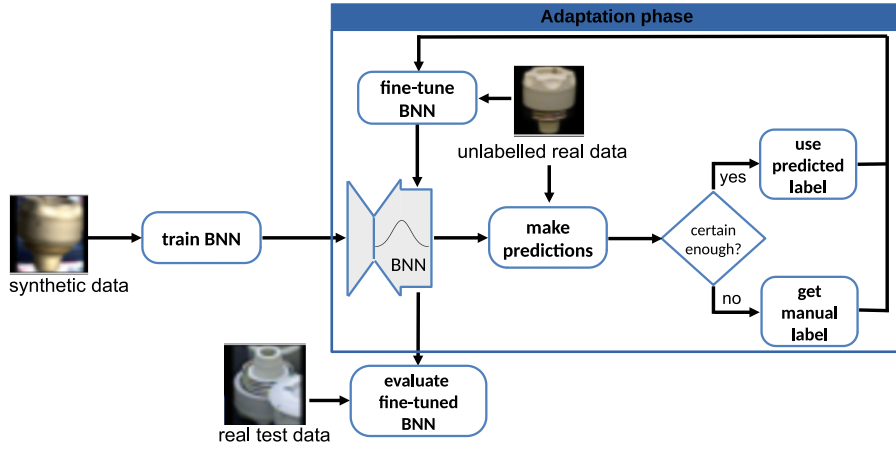 Adaptation phase
fine-tune
BNN
unlabelled real data
use
predicted
label
yes
synthetic data
train BNN
BNN
make
predictions
certain
enough?
no
get
manual
label
real test data
evaluate
fine-tuned
BNN